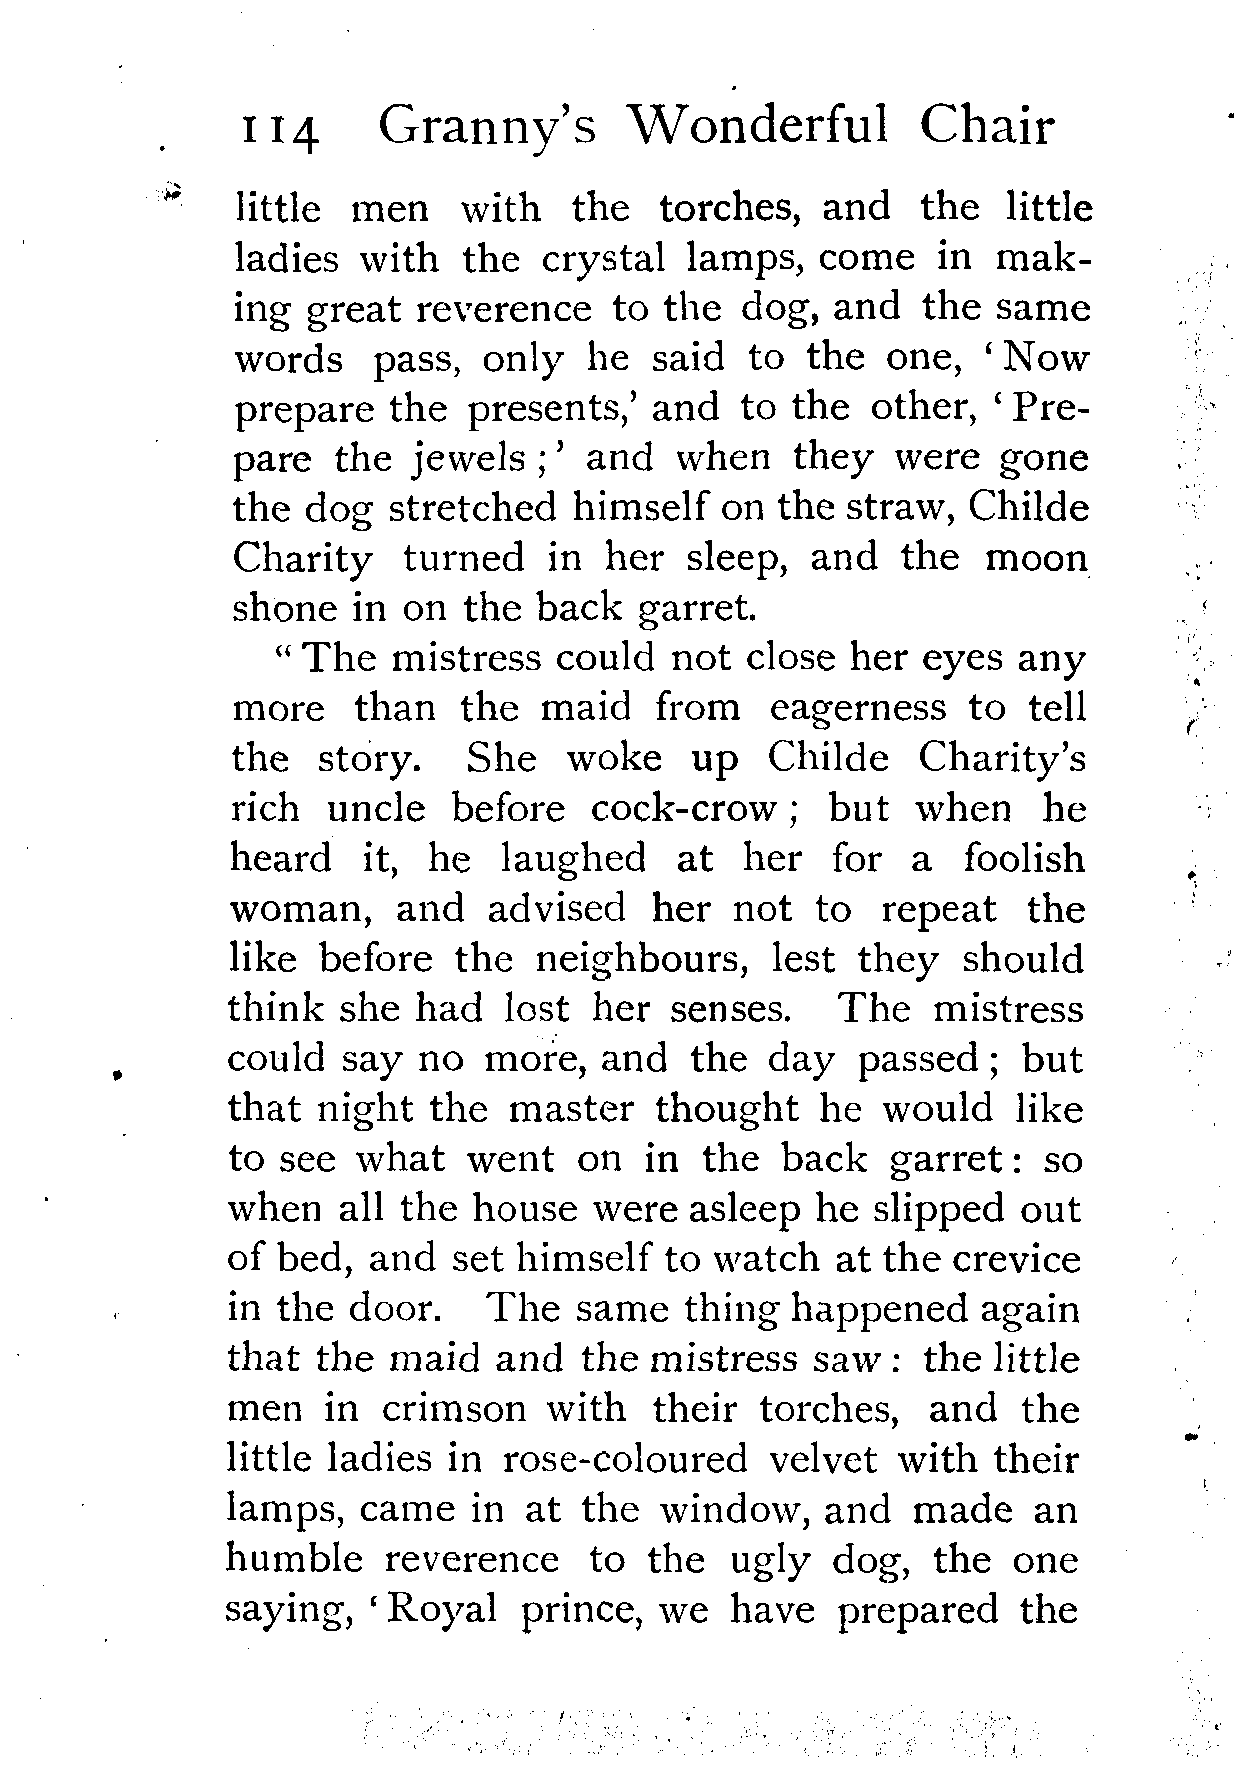 114 Granny's Wonderful Chair
little men with the torches, and the little
ladies with the crystal lamps, come in mak-
ing great reverence to the dog, and the same
words pass, only he said to the one, ‘Now
prepare the presents,’ and to the other, ‘Pre-
pare the jewels;’ and when they were gone
the dog stretched himself on the straw, Childe
Charity turned in her sleep, and the moon
shone in on the back garret.
“The mistress could not close her eyes any
more than the maid from eagerness to tell
the story. She woke up Childe Charity's
rich uncle before cock-crow; but when he
heard it, he laughed at her for a foolish
woman, and advised her not to repeat the
like before the neighbours, lest they should
think she had lost her senses. The mistress
could say no more, and the day passed; but
that night the master thought he would like
to see what went on in the back garret: so
when all the house were asleep he slipped out
of bed, and set himself to watch at the crevice
in the door. The same thing happened again
that the maid and the mistress saw: the little
men in crimson with their torches, and the
little ladies in rose-coloured velvet with their
lamps, came in at the window, and made an
humble reverence to the ugly dog, the one
saying, ‘Royal prince, we have prepared the